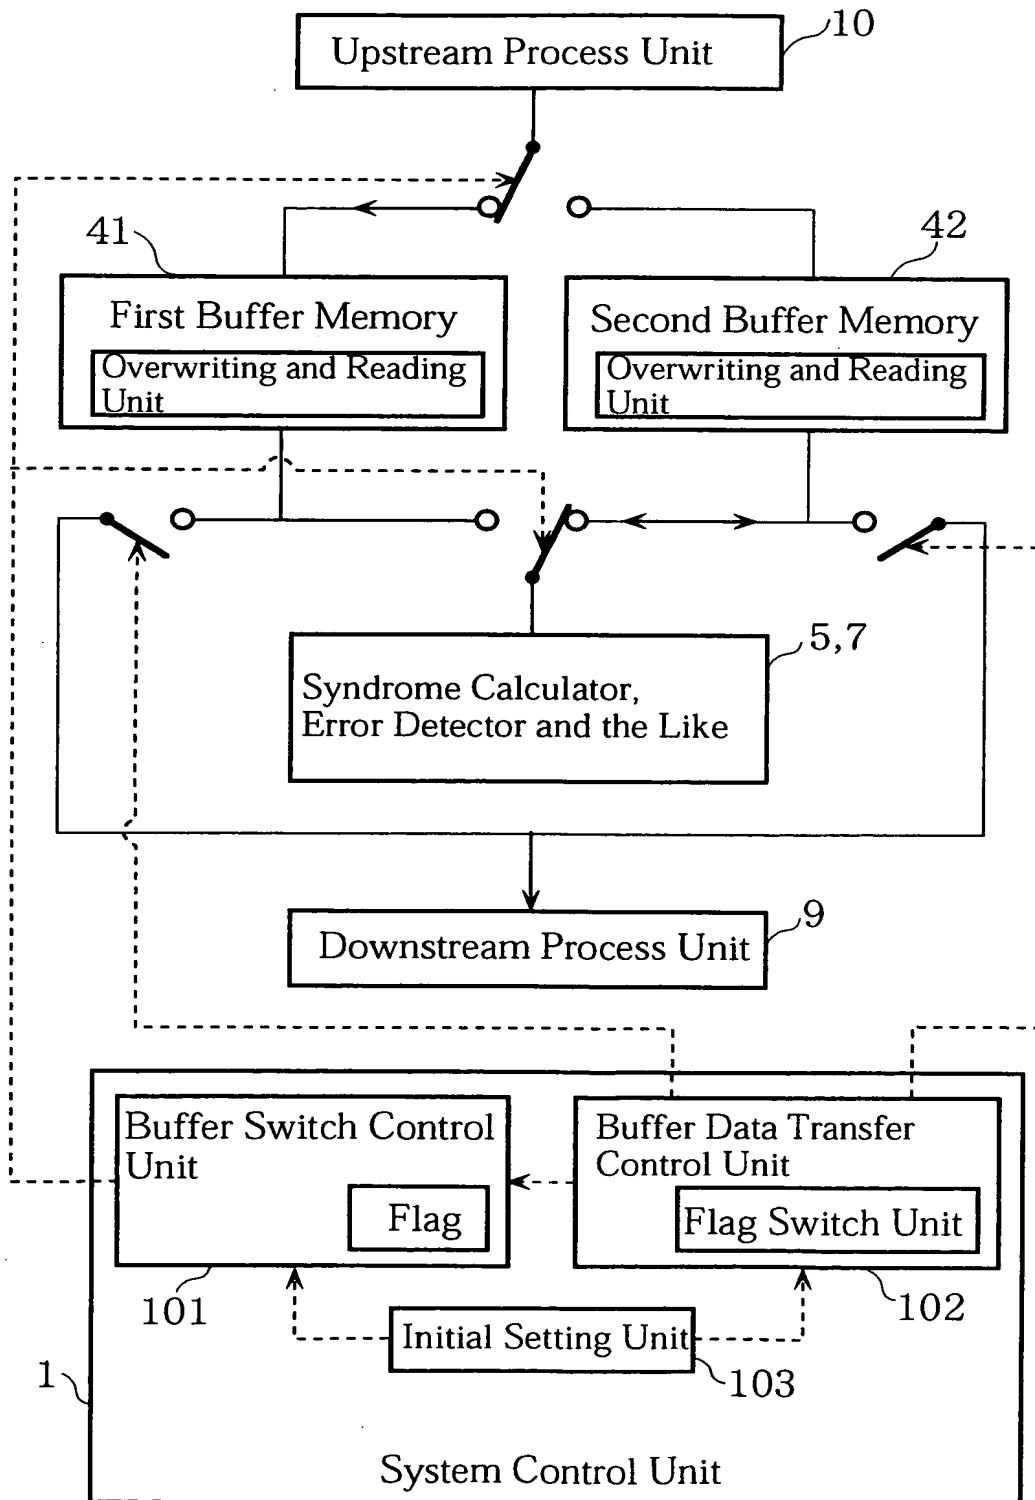 10
Upstream Process Unit
41
42
First Buffer Memory
Overwriting and Reading
Unit
Second Buffer Memory
Overwriting and Reading
Unit
5,7
Syndrome Calculator,
Error Detector and the Like
9
Downstream Process Unit
Buffer Switch Control
Unit
Flag
Buffer Data Transfer
Control Unit
Flag Switch Unit
101
102
Initial Setting Unit
103
1
System Control Unit